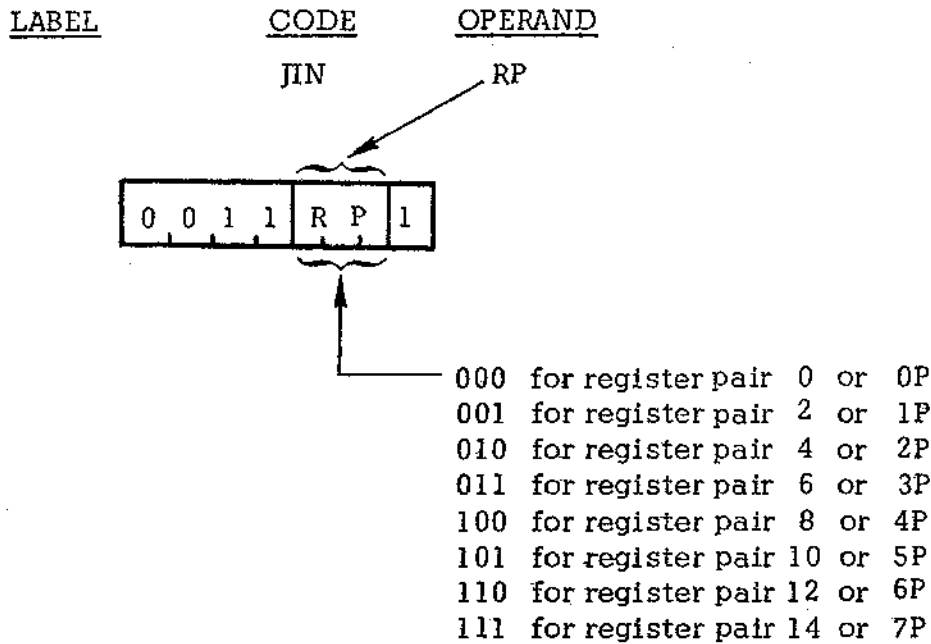 LABEL CODE OPERAND
JIN RP
0 0 1 1 R P 1
000 for register pair 0 or 0P
001 for register pair 2 or 1P
010 for register pair 4 or 2P
011 for register pair 6 or 3P
100 for register pair 8 or 4P
101 for register pair 10 or 5P
110 for register pair 12 or 6P
111 for register pair 14 or 7P